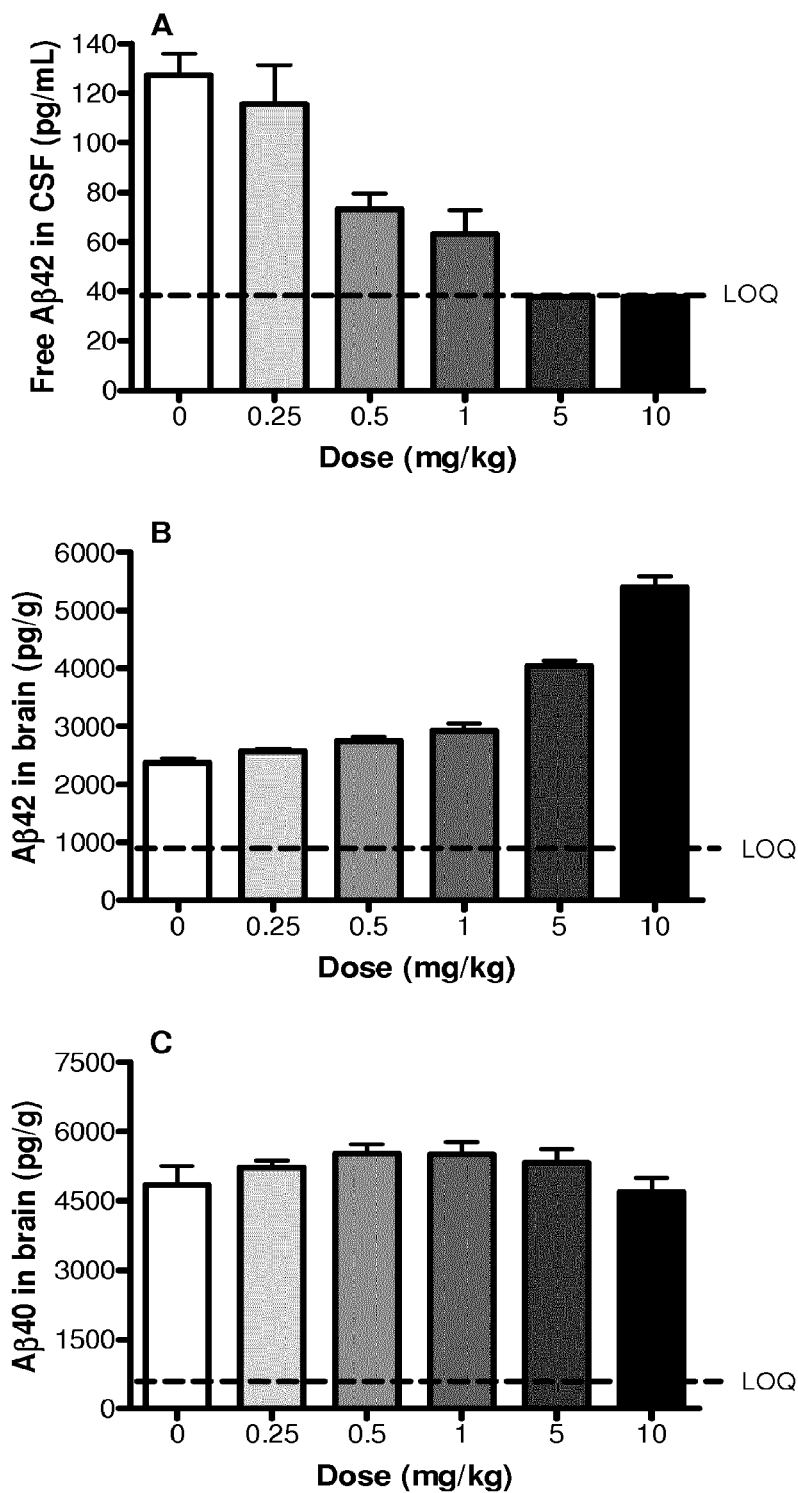 A
Free Aβ42 in CSF (pg/mL)
140
120
100
80
60
40
20
0
LOQ
0 0.25 0.5 1 5 10
Dose (mg/kg)
B
Aβ42 in brain (pg/g)
6000
5000
4000
3000
2000
1000
0
LOQ
0 0.25 0.5 1 5 10
Dose (mg/kg)
C
Aβ40 in brain (pg/g)
7500
6000
4500
3000
1500
0
LOQ
0 0.25 0.5 1 5 10
Dose (mg/kg)